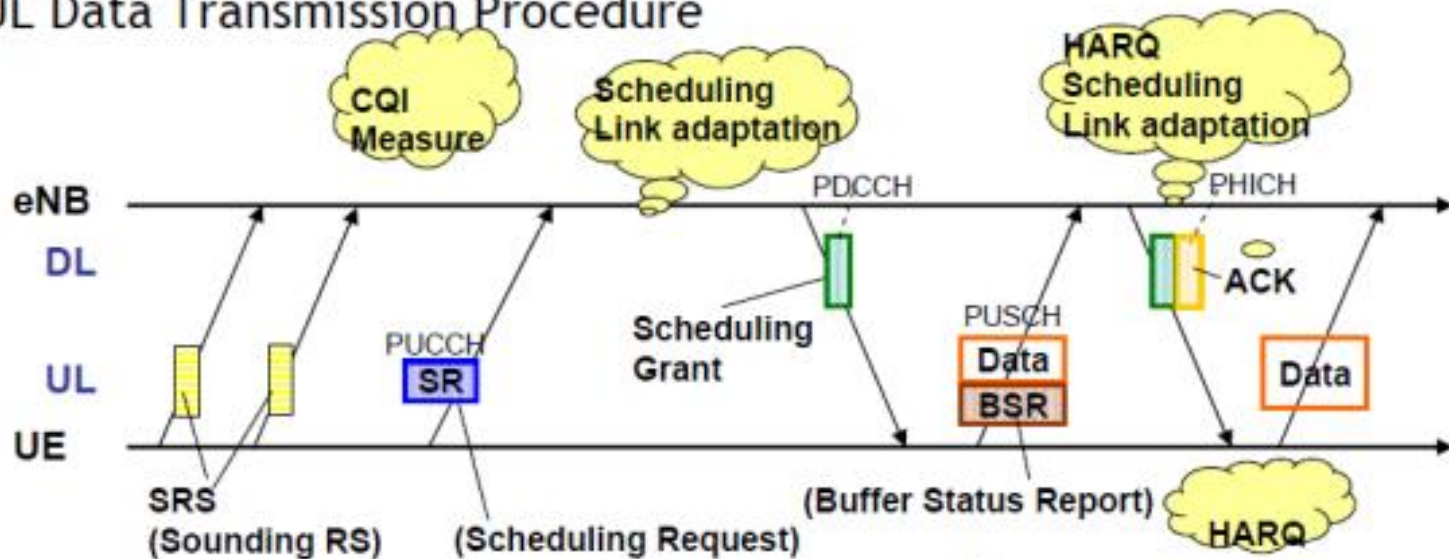 UL Data Transmission Procedure
CQI
Measure
Scheduling
Link adaptation
HARQ
Scheduling
Link adaptation
eNB
PDCCH
PHICH
DL
ACK
Scheduling
Grant
PUCCH
SR
PUSCH
Data
BSR
UL
Data
UE
SRS
(Sounding RS)
(Scheduling Request)
(Buffer Status Report)
HARQ